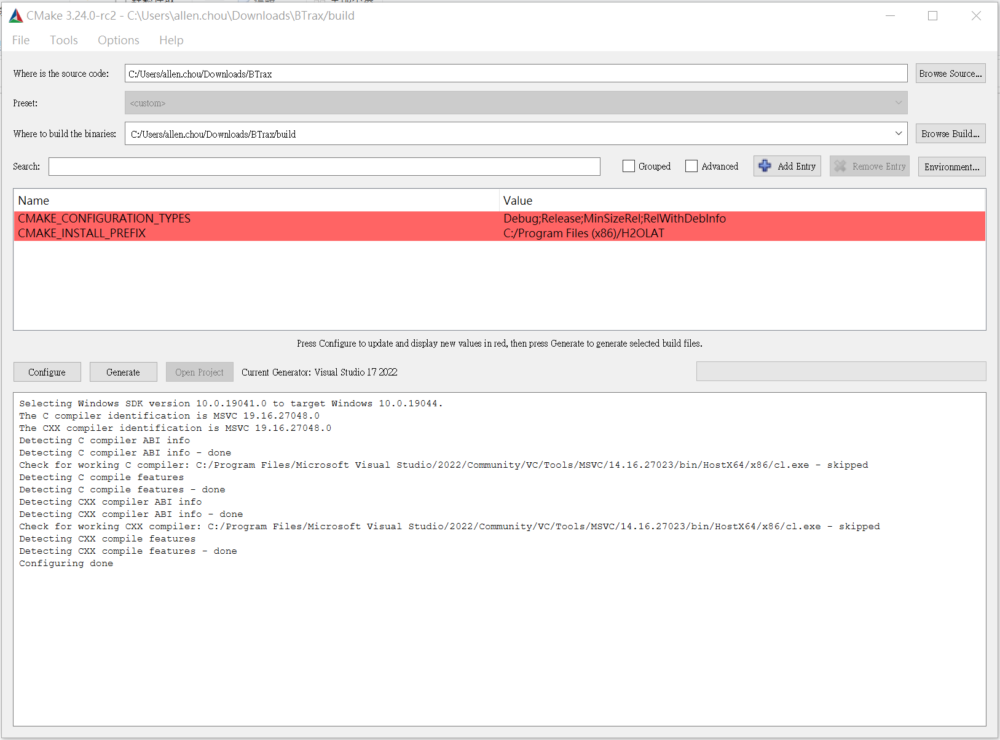 CMake 3.24.0-rc2 - C:\Users\allen.chou\Downloads\BTrax/build
File Tools Options Help
Where is the source code: C:/Users/allen.chou/Downloads/BTrax Browse Source...
Preset: <custom>
Where to build the binaries: C:/Users/allen.chou/Downloads/BTrax/build Browse Build...
Search: Grouped Advanced Add Entry Remove Entry Environment...
Name Value
CMAKE_CONFIGURATION_TYPES Debug;Release;MinSizeRel;RelWithDebInfo
CMAKE_INSTALL_PREFIX C:/Program Files (x86)/H2OLAT
Press Configure to update and display new values in red, then press Generate to generate selected build files.
Configure Generate Open Project Current Generator: Visual Studio 17 2022
Selecting Windows SDK version 10.0.19041.0 to target Windows 10.0.19044.
The C compiler identification is MSVC 19.16.27048.0
The CXX compiler identification is MSVC 19.16.27048.0
Detecting C compiler ABI info
Detecting C compiler ABI info - done
Check for working C compiler: C:/Program Files/Microsoft Visual Studio/2022/Community/VC/Tools/MSVC/14.16.27023/bin/HostX64/x86/cl.exe - skipped
Detecting C compile features
Detecting C compile features - done
Detecting CXX compiler ABI info
Detecting CXX compiler ABI info - done
Check for working CXX compiler: C:/Program Files/Microsoft Visual Studio/2022/Community/VC/Tools/MSVC/14.16.27023/bin/HostX64/x86/cl.exe - skipped
Detecting CXX compile features
Detecting CXX compile features - done
Configuring done